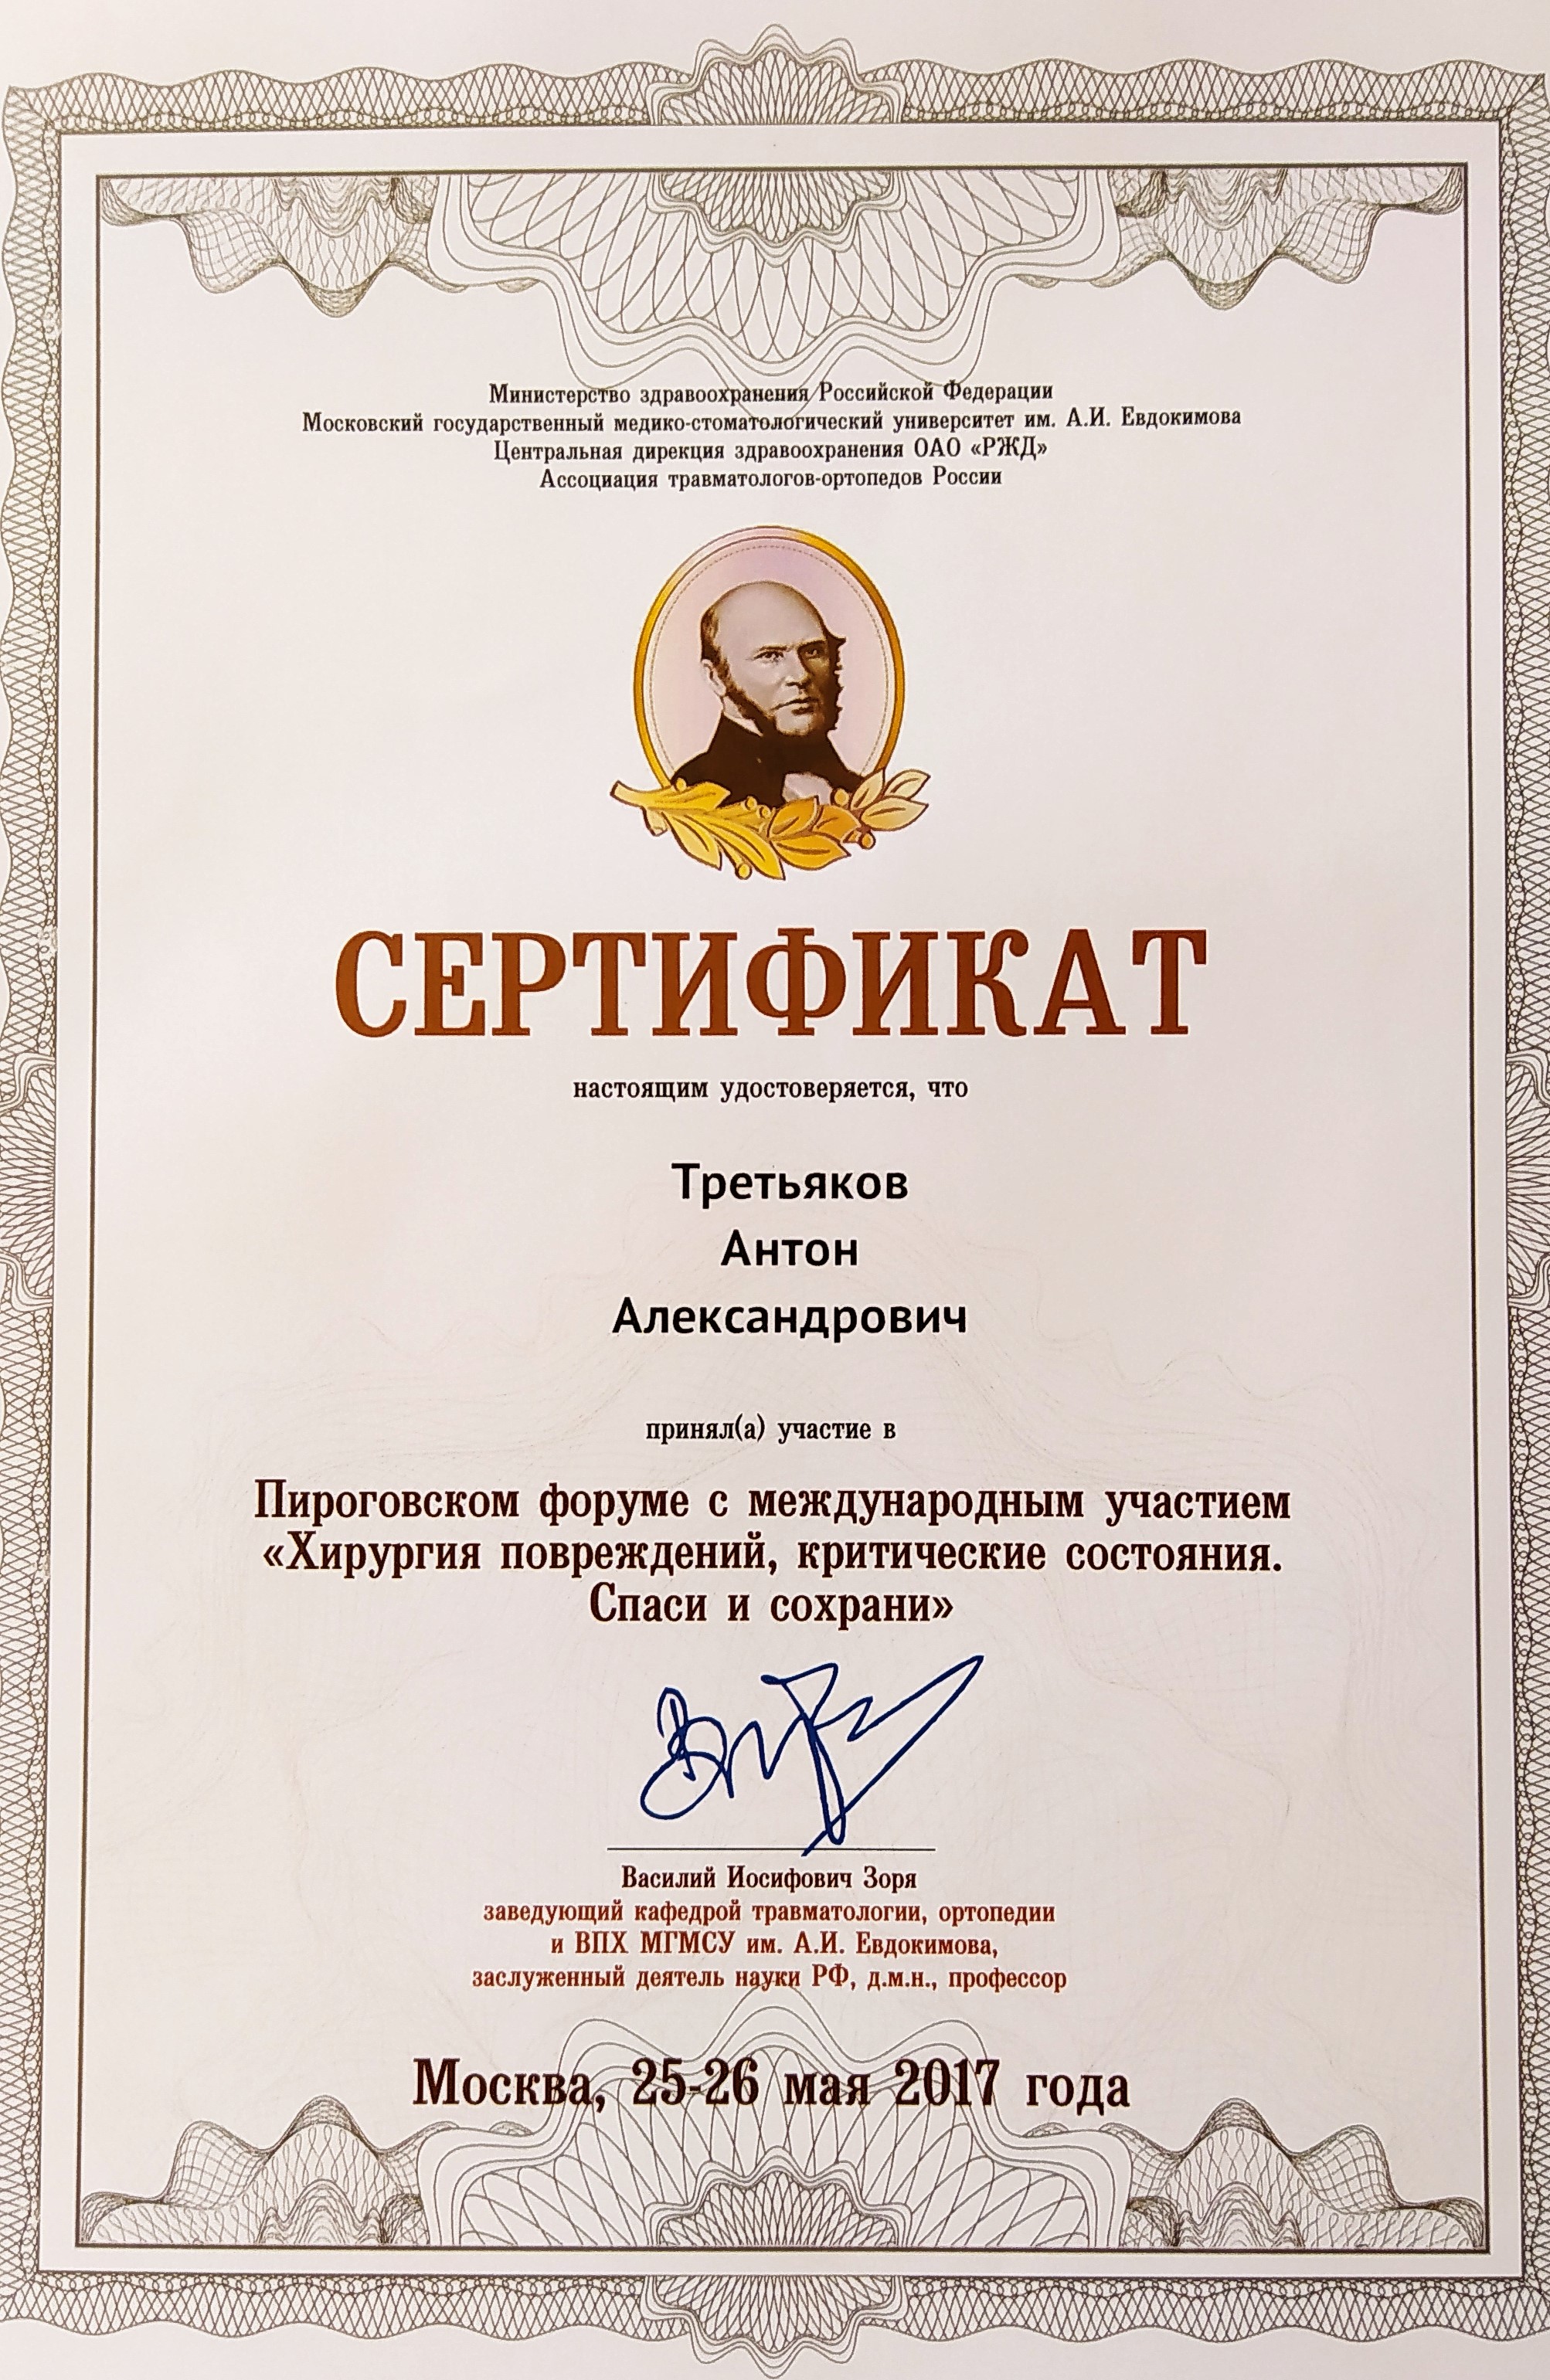 Министерство здравоохранения Российской Федерации
Московский государственный медико-стоматологический университет им. А.И. Евдокимова
Центральная дирекция здравоохранения ОАО «РЖД»
Ассоциация травматологов-ортопедов России
СЕРТИФИКАТ
настоящим удостоверяется, что
Третьяков
Антон
Александрович
принял(а) участие в
Пироговском форуме с международным участием
«Хирургия повреждений, критические состояния.
Спаси и сохрани»
Василий Иосифович Зоря
заведующий кафедрой травматологии, ортопедии
и ВПХ МГМСУ им. А.И. Евдокимова,
заслуженный деятель науки РФ, д.м.н., профессор
Москва, 25-26 мая 2017 года